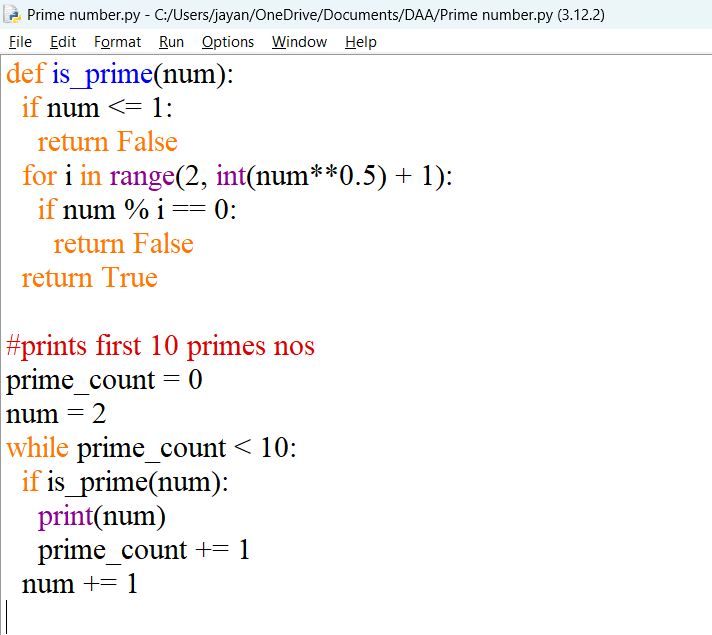 Prime number.py - C:/Users/jayan/OneDrive/Documents/DAA/Prime number.py (3.12.2)
File Edit Format Run Options Window Help
def is_prime(num):
  if num <= 1:
    return False
  for i in range(2, int(num**0.5) + 1):
    if num % i == 0:
      return False
  return True

#prints first 10 primes nos
prime_count = 0
num = 2
while prime_count < 10:
  if is_prime(num):
    print(num)
    prime_count += 1
  num += 1